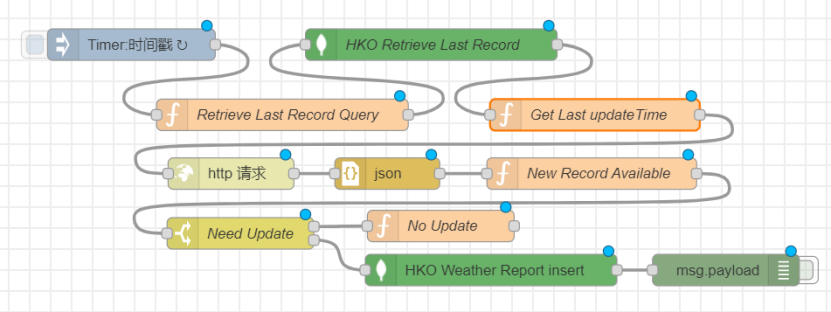 Timer:时间戳 ↻
HKO Retrieve Last Record
Retrieve Last Record Query
Get Last updateTime
http 请求
json
New Record Available
Need Update
No Update
HKO Weather Report insert
msg.payload